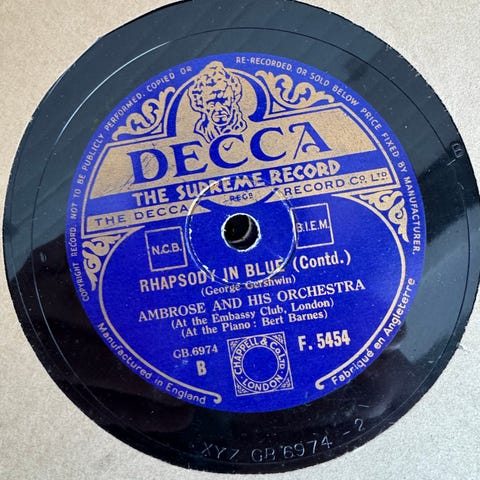 COPYRIGHT RECORD. NOT TO BE PUBLICLY PERFORMED, COPIED OR RE-RECORDED, OR SOLD BELOW PRICE FIXED BY MANUFACTURER.
DECCA
THE SUPREME RECORD
REGD
THE DECCA RECORD CO. LTD
N.C.B.
B.I.E.M.
RHAPSODY IN BLUE (Contd.)
(George Gershwin)
AMBROSE AND HIS ORCHESTRA
(At the Embassy Club, London)
(At the Piano : Bert Barnes)
GB.6974
B
F. 5454
CHAPPELL & CO LTD
LONDON
Manufactured in England
Fabriqué en Angleterre
XYZ GB 6974 - 2